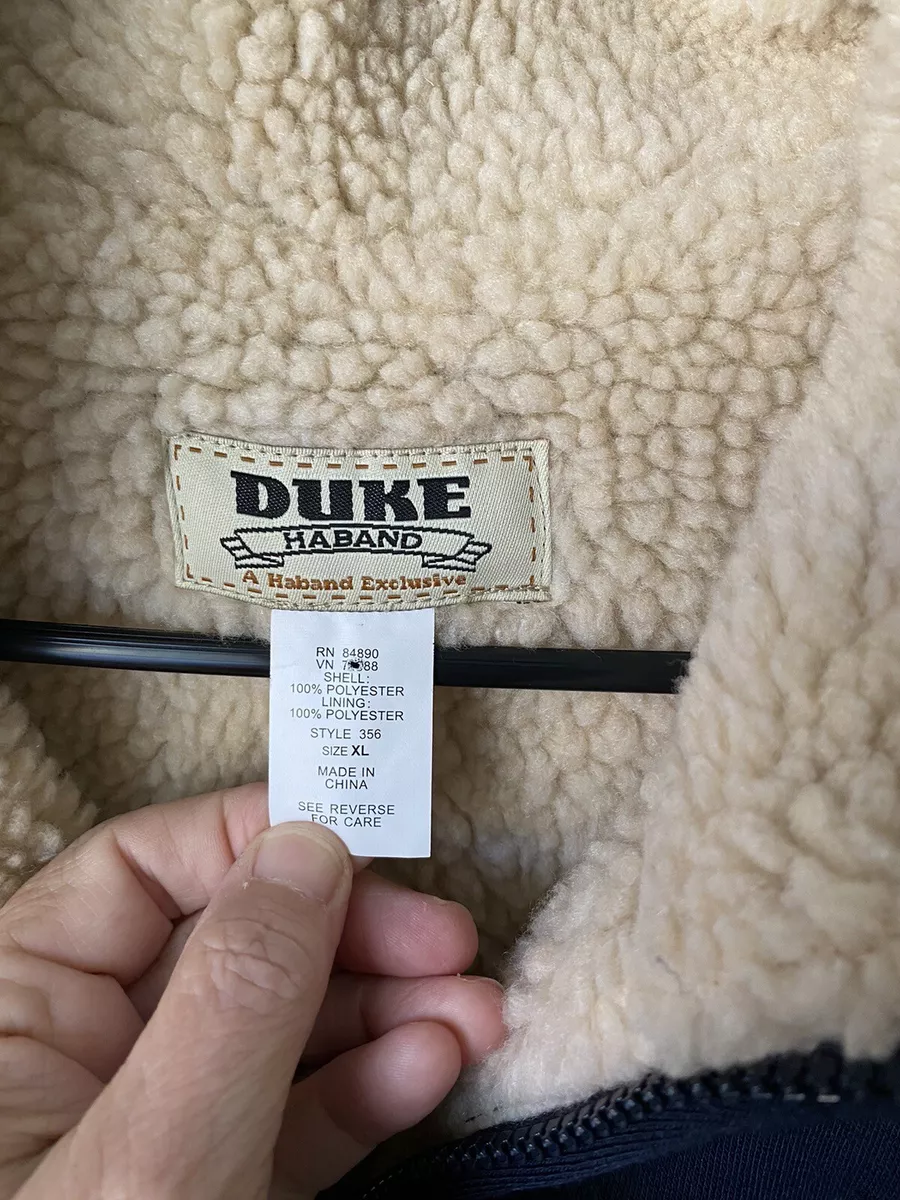 DUKE
HABAND
A Haband Exclusive
RN 84890
VN
SHELL:
100% POLYESTER
LINING:
100% POLYESTER
STYLE 356
SIZE XL
MADE IN
CHINA
SEE REVERSE
FOR CARE